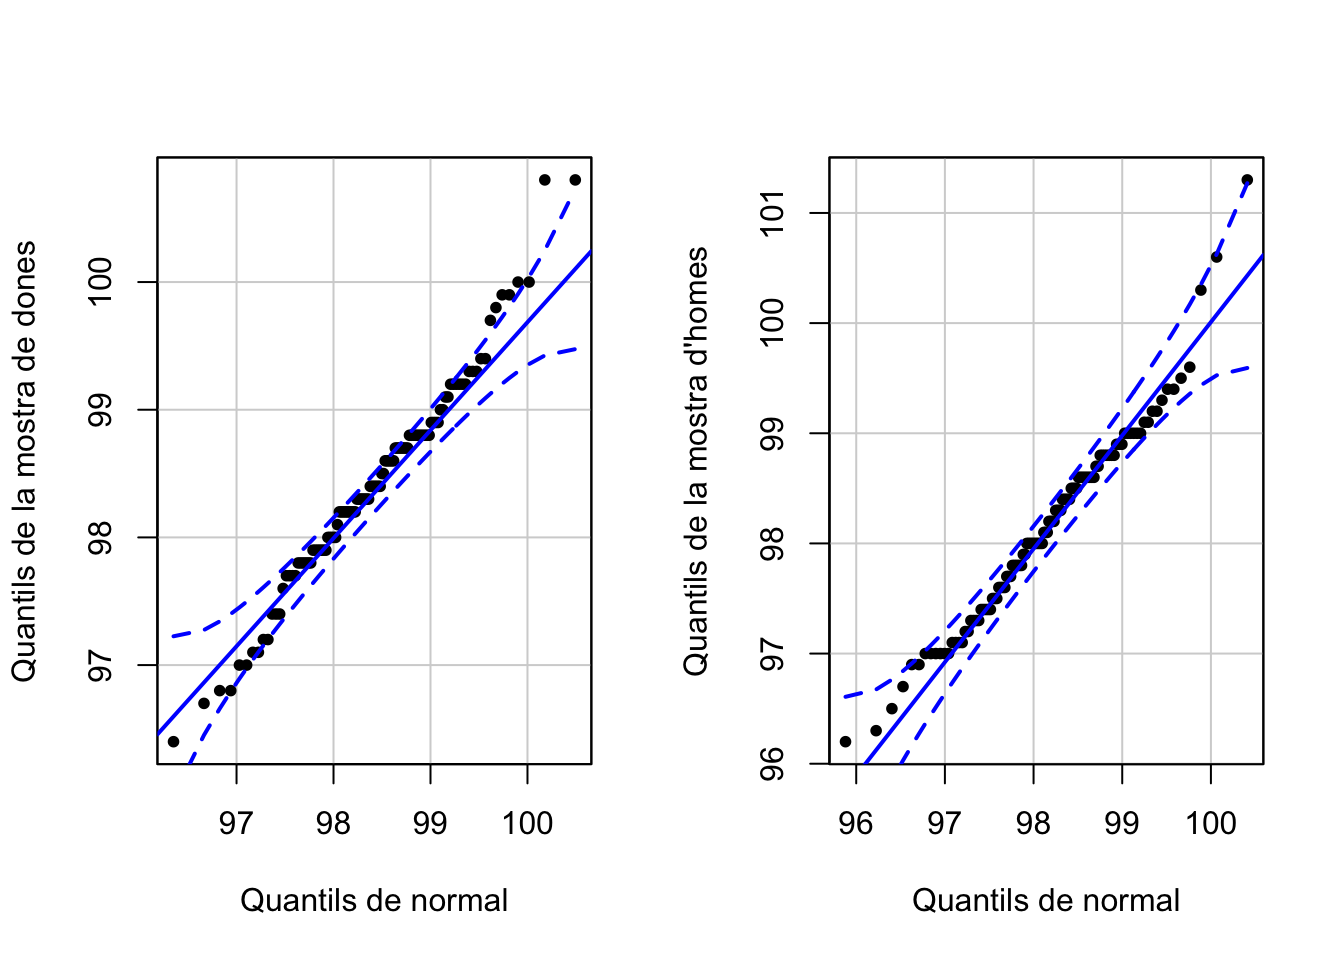 Quantils de la mostra de dones
100
99
98
97
97 98 99 100
Quantils de normal
Quantils de la mostra d'homes
101
100
99
98
97
96
96 97 98 99 100
Quantils de normal